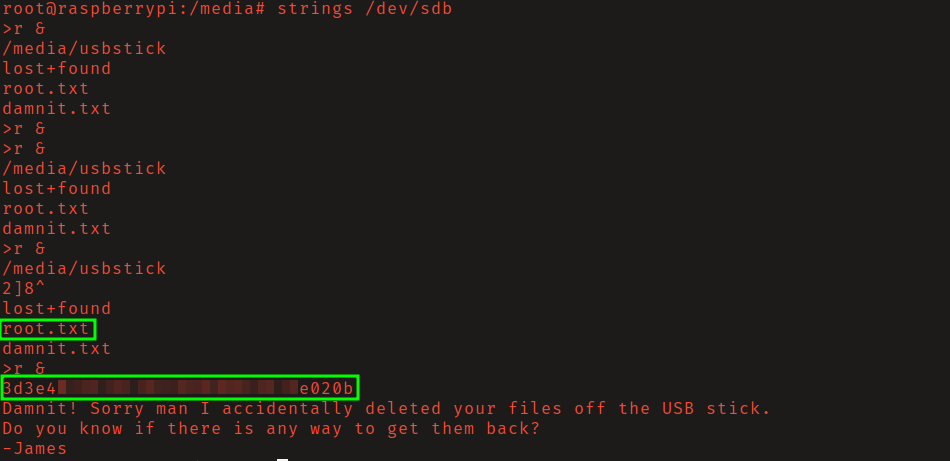 root@raspberrypi:/media# strings /dev/sdb
>r &
/media/usbstick
lost+found
root.txt
damnit.txt
>r &
>r &
/media/usbstick
lost+found
root.txt
damnit.txt
>r &
/media/usbstick
2]8^
lost+found
root.txt
damnit.txt
>r &
3d3e4 e020b
Damnit! Sorry man I accidentally deleted your files off the USB stick.
Do you know if there is any way to get them back?
-James